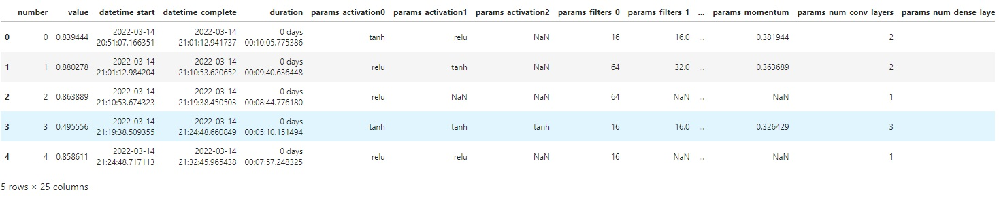 number value datetime_start datetime_complete duration params_activation0 params_activation1 params_activation2 params_filters_0 params_filters_1 ... params_momentum params_num_conv_layers params_num_dense_laye
0 0 0.839444 2022-03-14 20:51:07.166351 2022-03-14 21:01:12.941737 0 days 00:10:05.775386 tanh relu NaN 16 16.0 ... 0.381944 2
1 1 0.880278 2022-03-14 21:01:12.984204 2022-03-14 21:10:53.620652 0 days 00:09:40.636448 relu tanh NaN 64 32.0 ... 0.363689 2
2 2 0.863889 2022-03-14 21:10:53.674323 2022-03-14 21:19:38.450503 0 days 00:08:44.776180 relu NaN NaN 64 NaN ... NaN 1
3 3 0.495556 2022-03-14 21:19:38.509355 2022-03-14 21:24:48.660849 0 days 00:05:10.151494 tanh tanh tanh 16 16.0 ... 0.326429 3
4 4 0.858611 2022-03-14 21:24:48.717113 2022-03-14 21:32:45.965438 0 days 00:07:57.248325 relu relu NaN 16 NaN ... NaN 1
5 rows × 25 columns